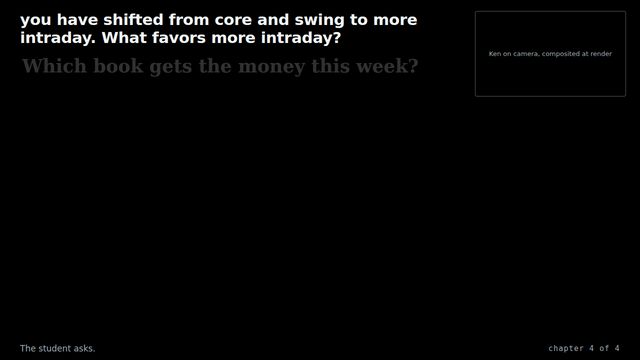 you have shifted from core and swing to more
intraday. What favors more intraday?
Which book gets the money this week?
Ken on camera, composited at render
The student asks.
chapter 4 of 4